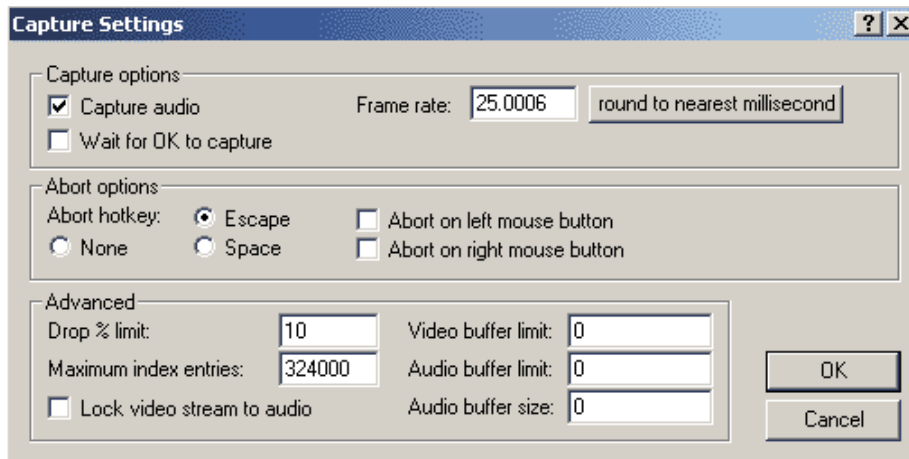 Capture Settings
Capture options
Capture audio Frame rate: 25.0006 round to nearest millisecond
Wait for OK to capture
Abort options
Abort hotkey: Escape Abort on left mouse button
None Space Abort on right mouse button
Advanced
Drop % limit: 10 Video buffer limit: 0
Maximum index entries: 324000 Audio buffer limit: 0
Lock video stream to audio Audio buffer size: 0
OK
Cancel